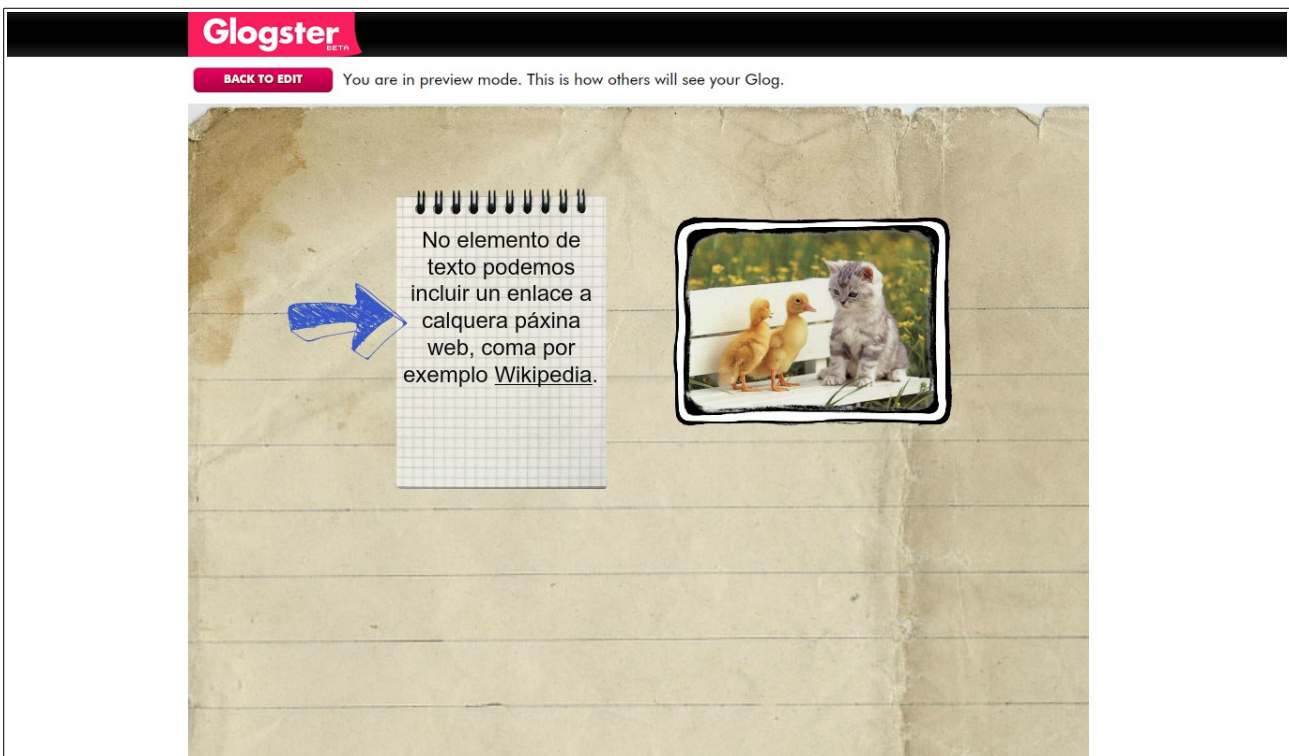 Glogster
BETA
BACK TO EDIT
You are in preview mode. This is how others will see your Glog.
No elemento de
texto podemos
incluir un enlace a
calquera páxina
web, coma por
exemplo Wikipedia.